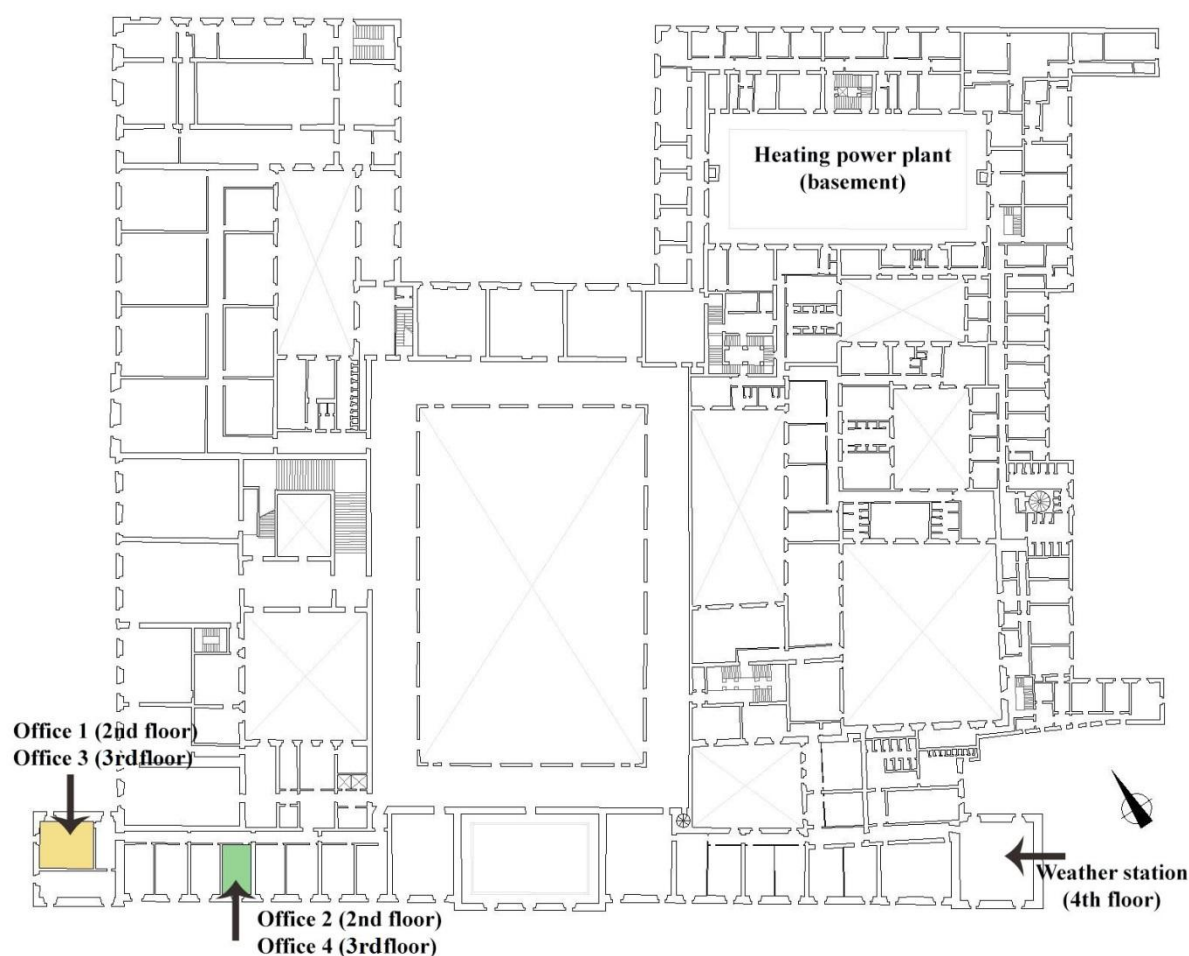 Heating power plant
(basement)
Office 1 (2nd floor)
Office 3 (3rdfloor)
Weather station
(4th floor)
Office 2 (2nd floor)
Office 4 (3rdfloor)